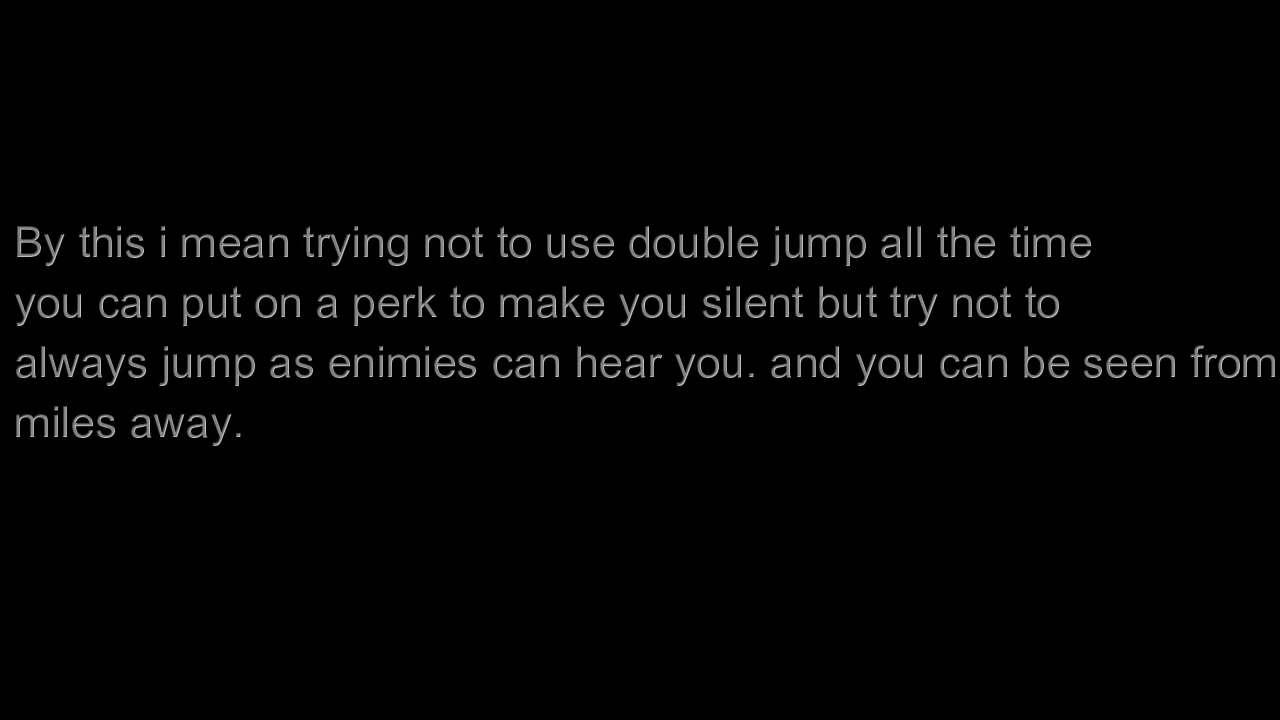 By this i mean trying not to use double jump all the time
you can put on a perk to make you silent but try not to
always jump as enimies can hear you. and you can be seen from
miles away.